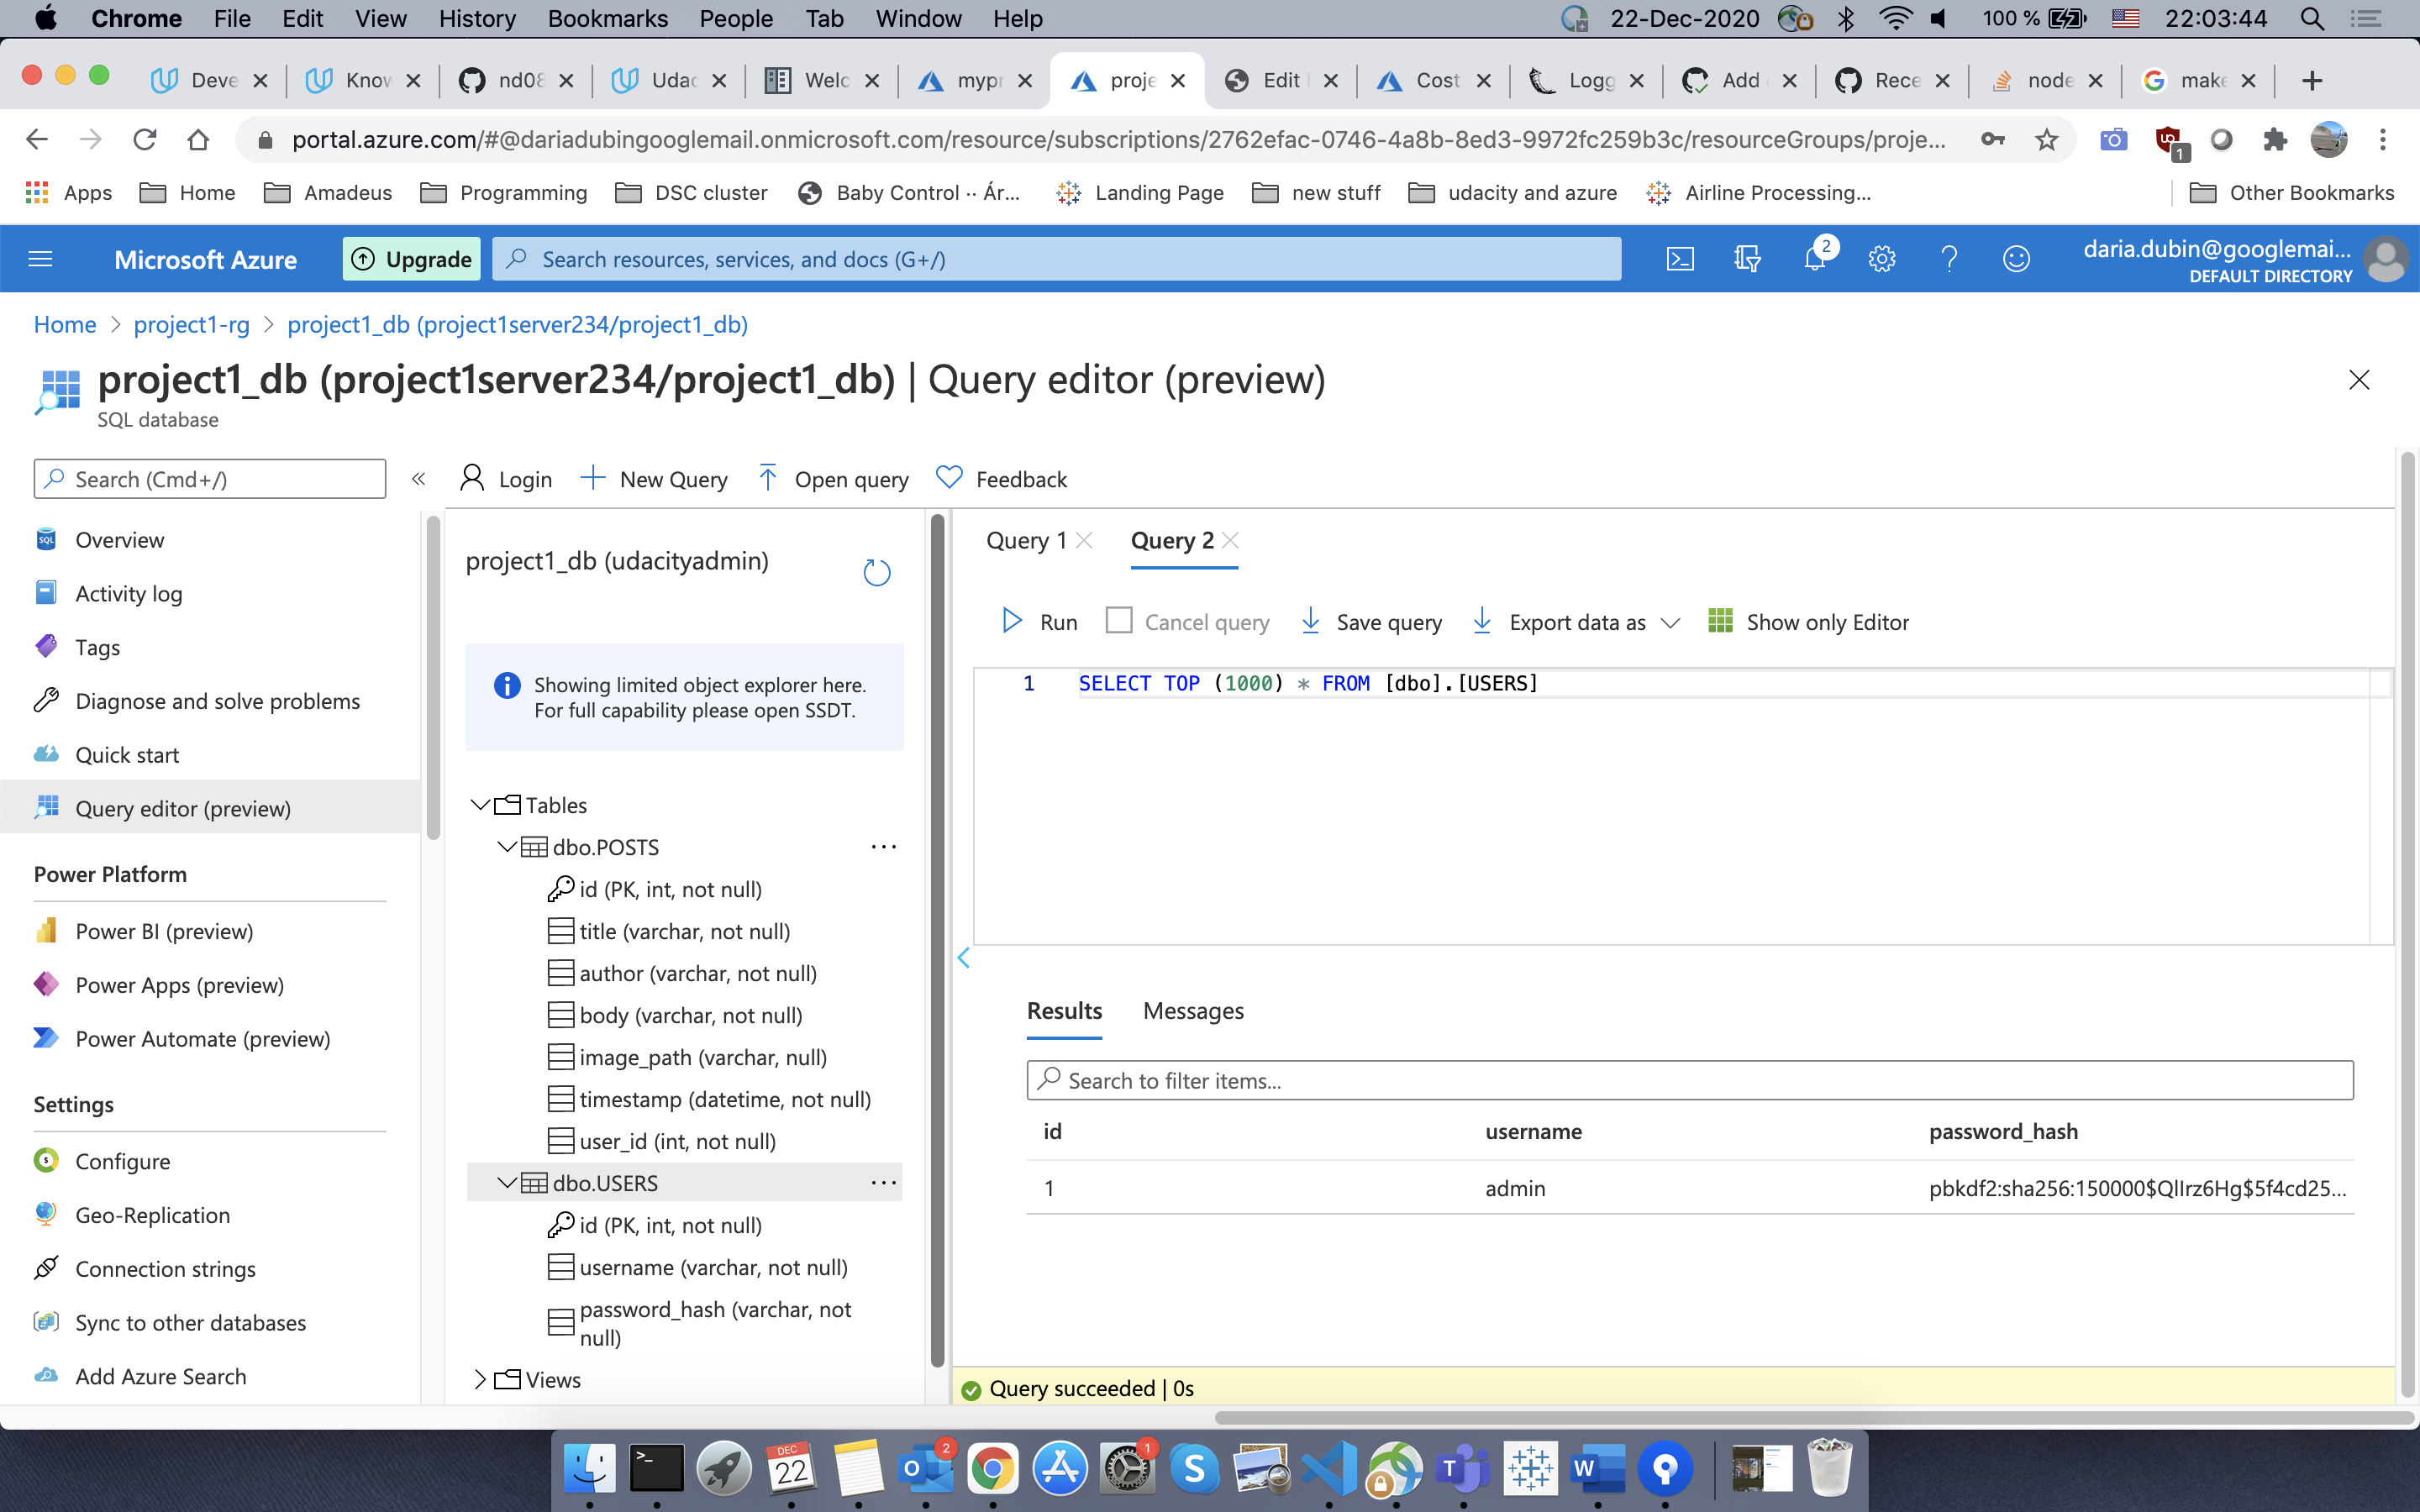 Chrome File Edit View History Bookmarks People Tab Window Help 22-Dec-2020 100 % 22:03:44
Deve Know nd08 Udac Welc mypr proje Edit Cost Logg Add Rece node make
portal.azure.com/#@dariadubingooglemail.onmicrosoft.com/resource/subscriptions/2762efac-0746-4a8b-8ed3-9972fc259b3c/resourceGroups/proje...
1
Apps Home Amadeus Programming DSC cluster Baby Control ·· Ár... Landing Page new stuff udacity and azure Airline Processing... Other Bookmarks
Microsoft Azure Upgrade Search resources, services, and docs (G+/) 2 daria.dubin@googlemai...
DEFAULT DIRECTORY
Home > project1-rg > project1_db (project1server234/project1_db)
project1_db (project1server234/project1_db) | Query editor (preview)
SQL database
Search (Cmd+/)
«
Login New Query Open query Feedback
Overview
Activity log
Tags
Diagnose and solve problems
Quick start
Query editor (preview)
Power Platform
Power BI (preview)
Power Apps (preview)
Power Automate (preview)
Settings
Configure
Geo-Replication
Connection strings
Sync to other databases
Add Azure Search
project1_db (udacityadmin)
Showing limited object explorer here.
For full capability please open SSDT.
Tables
dbo.POSTS ...
id (PK, int, not null)
title (varchar, not null)
author (varchar, not null)
body (varchar, not null)
image_path (varchar, null)
timestamp (datetime, not null)
user_id (int, not null)
dbo.USERS ...
id (PK, int, not null)
username (varchar, not null)
password_hash (varchar, not
null)
Views
Query 1 Query 2
Run Cancel query Save query Export data as Show only Editor
1 SELECT TOP (1000) * FROM [dbo].[USERS]
Results Messages
Search to filter items...
id username password_hash
1 admin pbkdf2:sha256:150000$QlIrz6Hg$5f4cd25...
Query succeeded | 0s
DEC
22
2
1